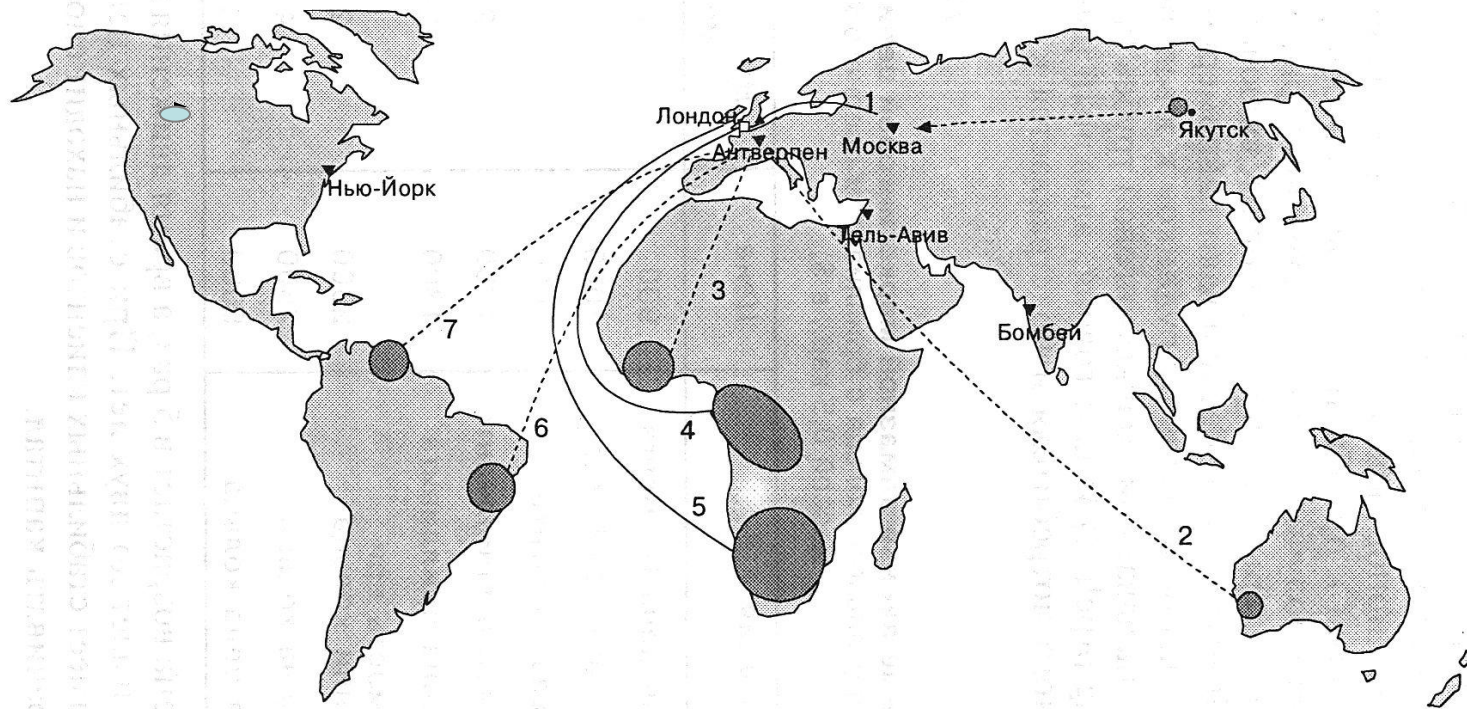 1
Лондон
Якутск
Антверпен
Москва
Нью-Йорк
Тель-Авив
3
7
Бомбей
6
4
5
2